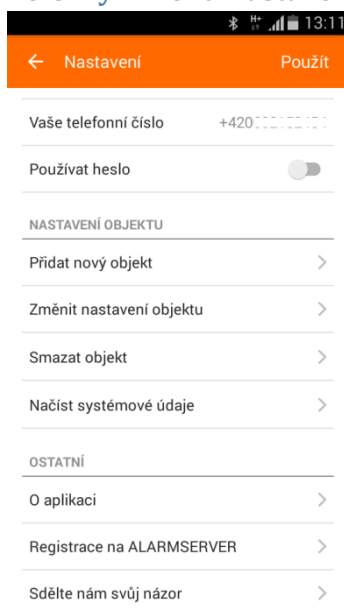 H+ 13:11
Nastavení Použít
Vaše telefonní číslo +420
Používat heslo
NASTAVENÍ OBJEKTU
Přidat nový objekt
Změnit nastavení objektu
Smazat objekt
Načíst systémové údaje
OSTATNÍ
O aplikaci
Registrace na ALARMSERVER
Sdělte nám svůj názor